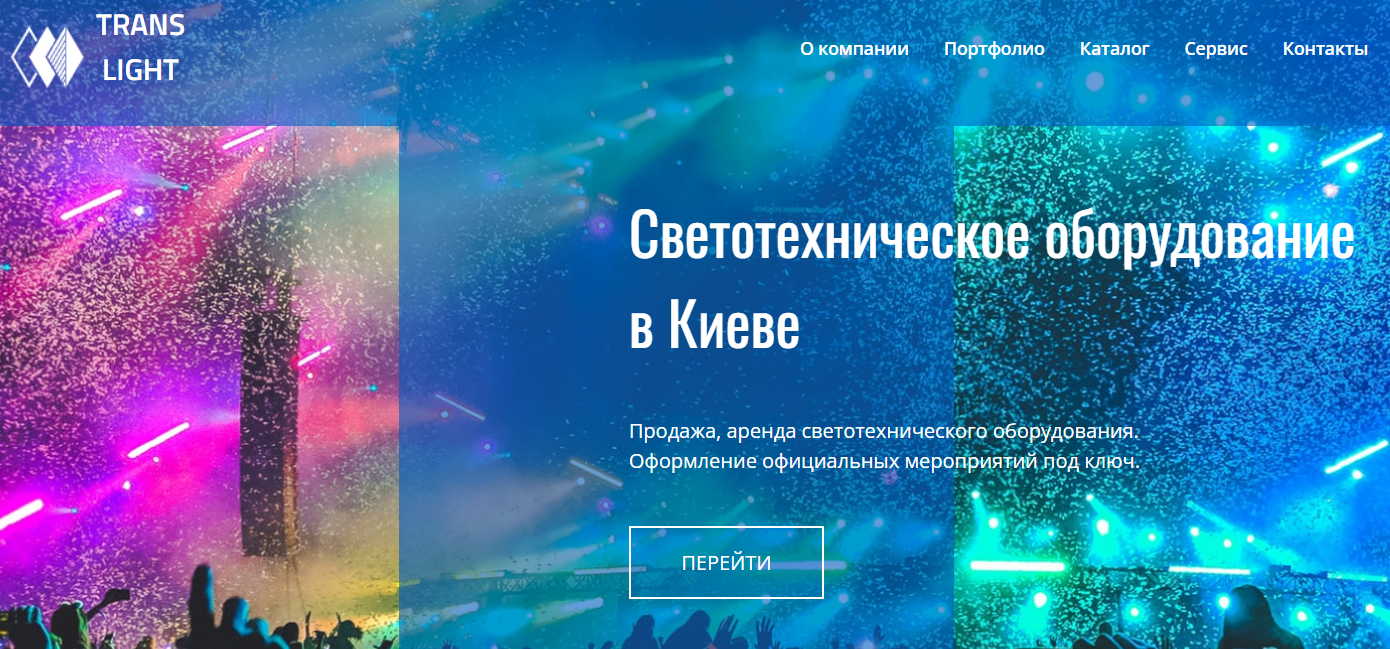 TRANS
LIGHT
О компании Портфолио Каталог Сервис Контакты
Светотехническое оборудование
в Киеве
Продажа, аренда светотехнического оборудования.
Оформление официальных мероприятий под ключ.
ПЕРЕЙТИ